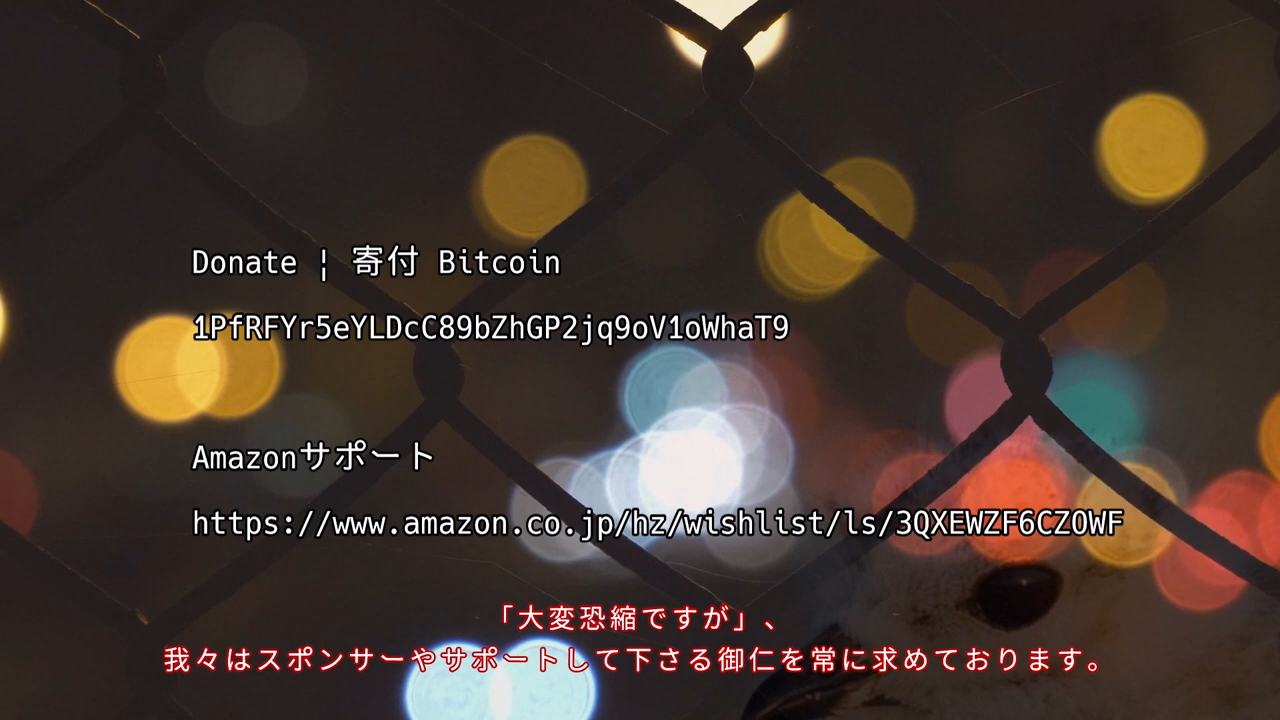 Donate ¦ 寄付 Bitcoin
1PfRFYr5eYLDcC89bZhGP2jq9oV1oWhaT9
Amazonサポート
https://www.amazon.co.jp/hz/wishlist/ls/3QXEWZF6CZOWF
「大変恐縮ですが」、
我々はスポンサーやサポートして下さる御仁を常に求めております。